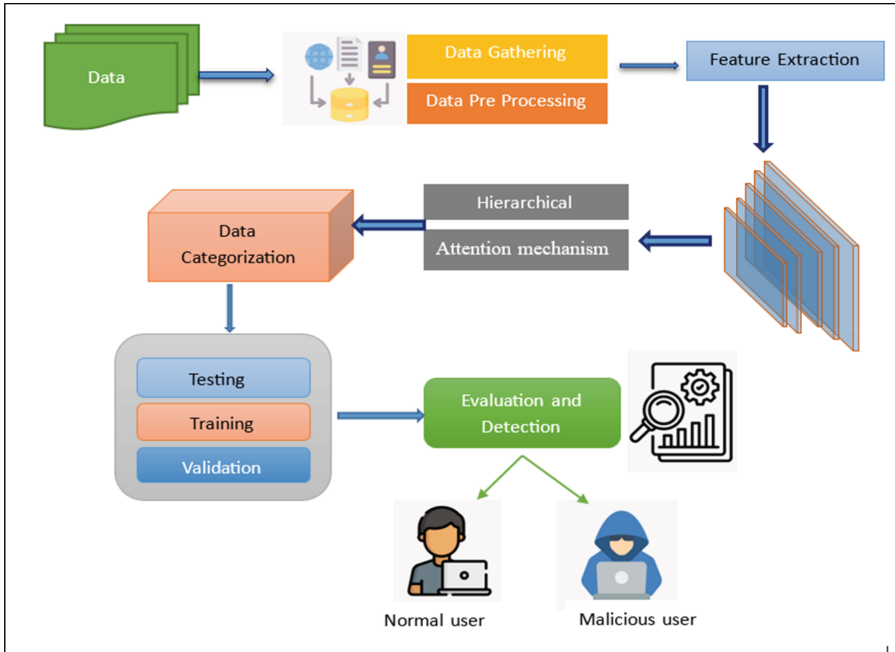 Data
Data Gathering
Data Pre Processing
Feature Extraction
Hierarchical
Attention mechanism
Data
Categorization
Testing
Training
Validation
Evaluation and
Detection
Normal user
Malicious user